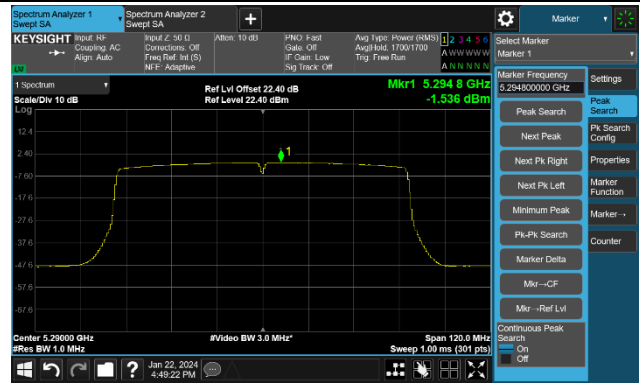 Spectrum Analyzer 1
Swept SA
Spectrum Analyzer 2
Swept SA
+
Marker
KEYSIGHT
Input: RF
Coupling: AC
Align: Auto
Input Z: 50 Ω
Corrections: Off
Freq Ref: Int (S)
NFE: Adaptive
Atten: 10 dB
PNO: Fast
Gate: Off
IF Gain: Low
Sig Track: Off
Avg Type: Power (RMS)
Avg|Hold: 1700/1700
Trig: Free Run
1 2 3 4 5 6
A W W W W W
A N N N N N
LXI
Select Marker
Marker 1
1 Spectrum
Scale/Div 10 dB
Ref Lvl Offset 22.40 dB
Ref Level 22.40 dBm
Mkr1 5.294 8 GHz
-1.536 dBm
Log
12.4
2.40
-7.60
-17.6
-27.6
-37.6
-47.6
-57.6
-67.6
1
Center 5.29000 GHz
#Res BW 1.0 MHz
#Video BW 3.0 MHz*
Span 120.0 MHz
Sweep 1.00 ms (301 pts)
Marker Frequency
5.294800000 GHz
Peak Search
Next Peak
Next Pk Right
Next Pk Left
Minimum Peak
Pk-Pk Search
Marker Delta
Mkr→CF
Mkr→Ref Lvl
Continuous Peak
Search
On
Off
Settings
Peak
Search
Pk Search
Config
Properties
Marker
Function
Marker→
Counter
?
Jan 22, 2024
4:49:22 PM